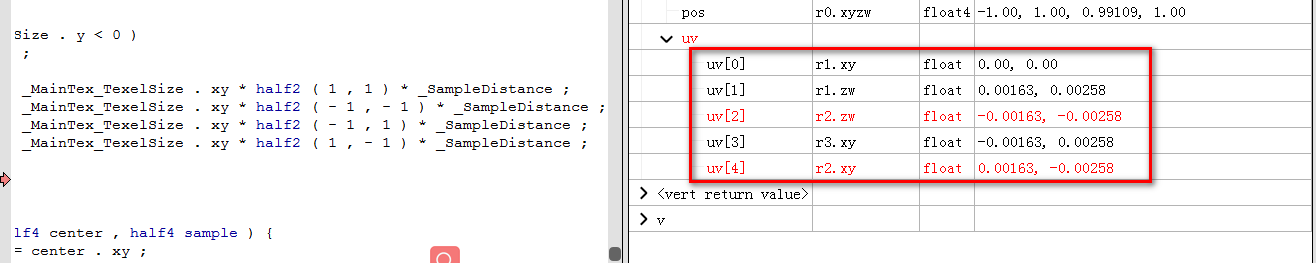 Size . y < 0 )
;
_MainTex_TexelSize . xy * half2 ( 1 , 1 ) * _SampleDistance ;
_MainTex_TexelSize . xy * half2 ( - 1 , - 1 ) * _SampleDistance ;
_MainTex_TexelSize . xy * half2 ( - 1 , 1 ) * _SampleDistance ;
_MainTex_TexelSize . xy * half2 ( 1 , - 1 ) * _SampleDistance ;
lf4 center , half4 sample ) {
= center . xy ;
pos r0.xyzw float4 -1.00, 1.00, 0.99109, 1.00
uv
uv[0] r1.xy float 0.00, 0.00
uv[1] r1.zw float 0.00163, 0.00258
uv[2] r2.zw float -0.00163, -0.00258
uv[3] r3.xy float -0.00163, 0.00258
uv[4] r2.xy float 0.00163, -0.00258
<vert return value>
v